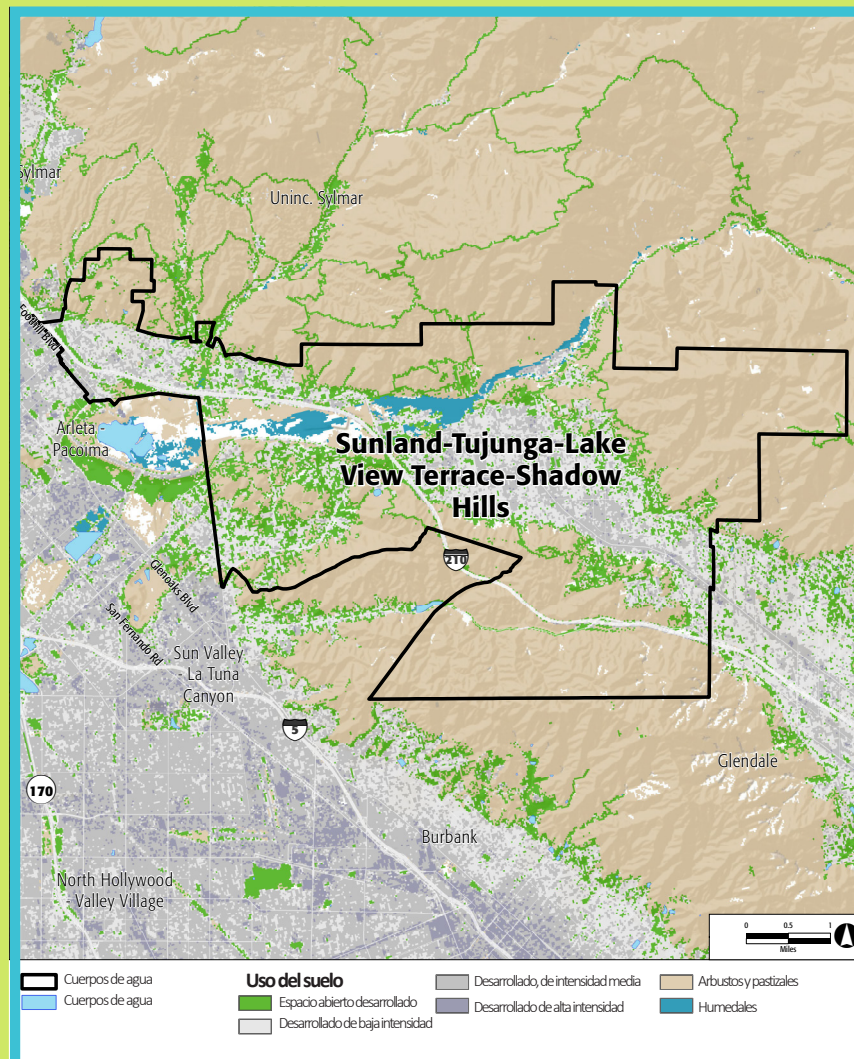 Sylmar
Uninc. Sylmar
Foothill Blvd
Arleta -
Pacoima
Sunland-Tujunga-Lake
View Terrace-Shadow
Hills
210
Glenoaks Blvd
San Fernando Rd
Sun Valley
- La Tuna
Canyon
5
Glendale
170
Burbank
North Hollywood
- Valley Village
0 0.5 1
Miles
Cuerpos de agua
Cuerpos de agua
Uso del suelo
Espacio abierto desarrollado
Desarrollado de baja intensidad
Desarrollado, de intensidad media
Desarrollado de alta intensidad
Arbustos y pastizales
Humedales